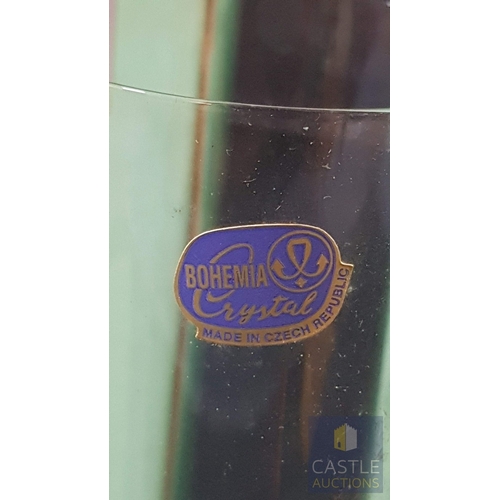 BOHEMIA
Crystal
MADE IN CZECH REPUBLIC
CASTLE
AUCTIONS